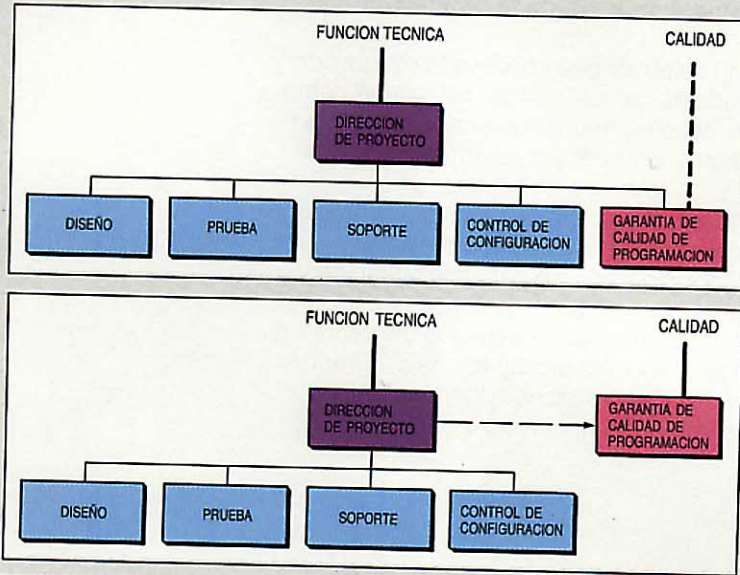 FUNCION TECNICA
CALIDAD
DIRECCION
DE PROYECTO
DISEÑO
PRUEBA
SOPORTE
CONTROL DE
CONFIGURACION
GARANTIA DE
CALIDAD DE
PROGRAMACION
FUNCION TECNICA
CALIDAD
DIRECCION
DE PROYECTO
GARANTIA DE
CALIDAD DE
PROGRAMACION
DISEÑO
PRUEBA
SOPORTE
CONTROL DE
CONFIGURACION